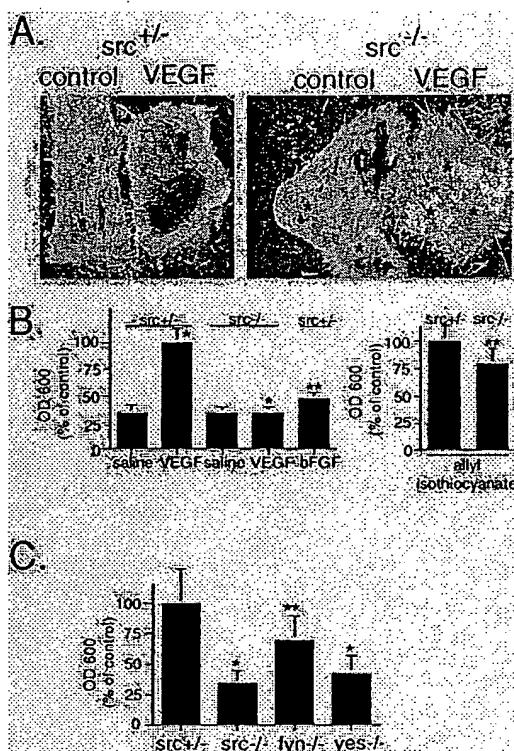 A.
src+/-
src-/-
control VEGF
control VEGF
B
src+/- src-/- src+/-
OD 600
(% of control)
100
75
50
25
0
* * **
saline VEGF saline VEGF bFGF
src+/- src-/-
OD 600
(% of control)
100
75
50
25
0
**
allyl
isothiocyanate
C.
OD 600
(% of control)
100
75
50
25
0
* ** *
src+/- src-/- fyn-/- yes-/-